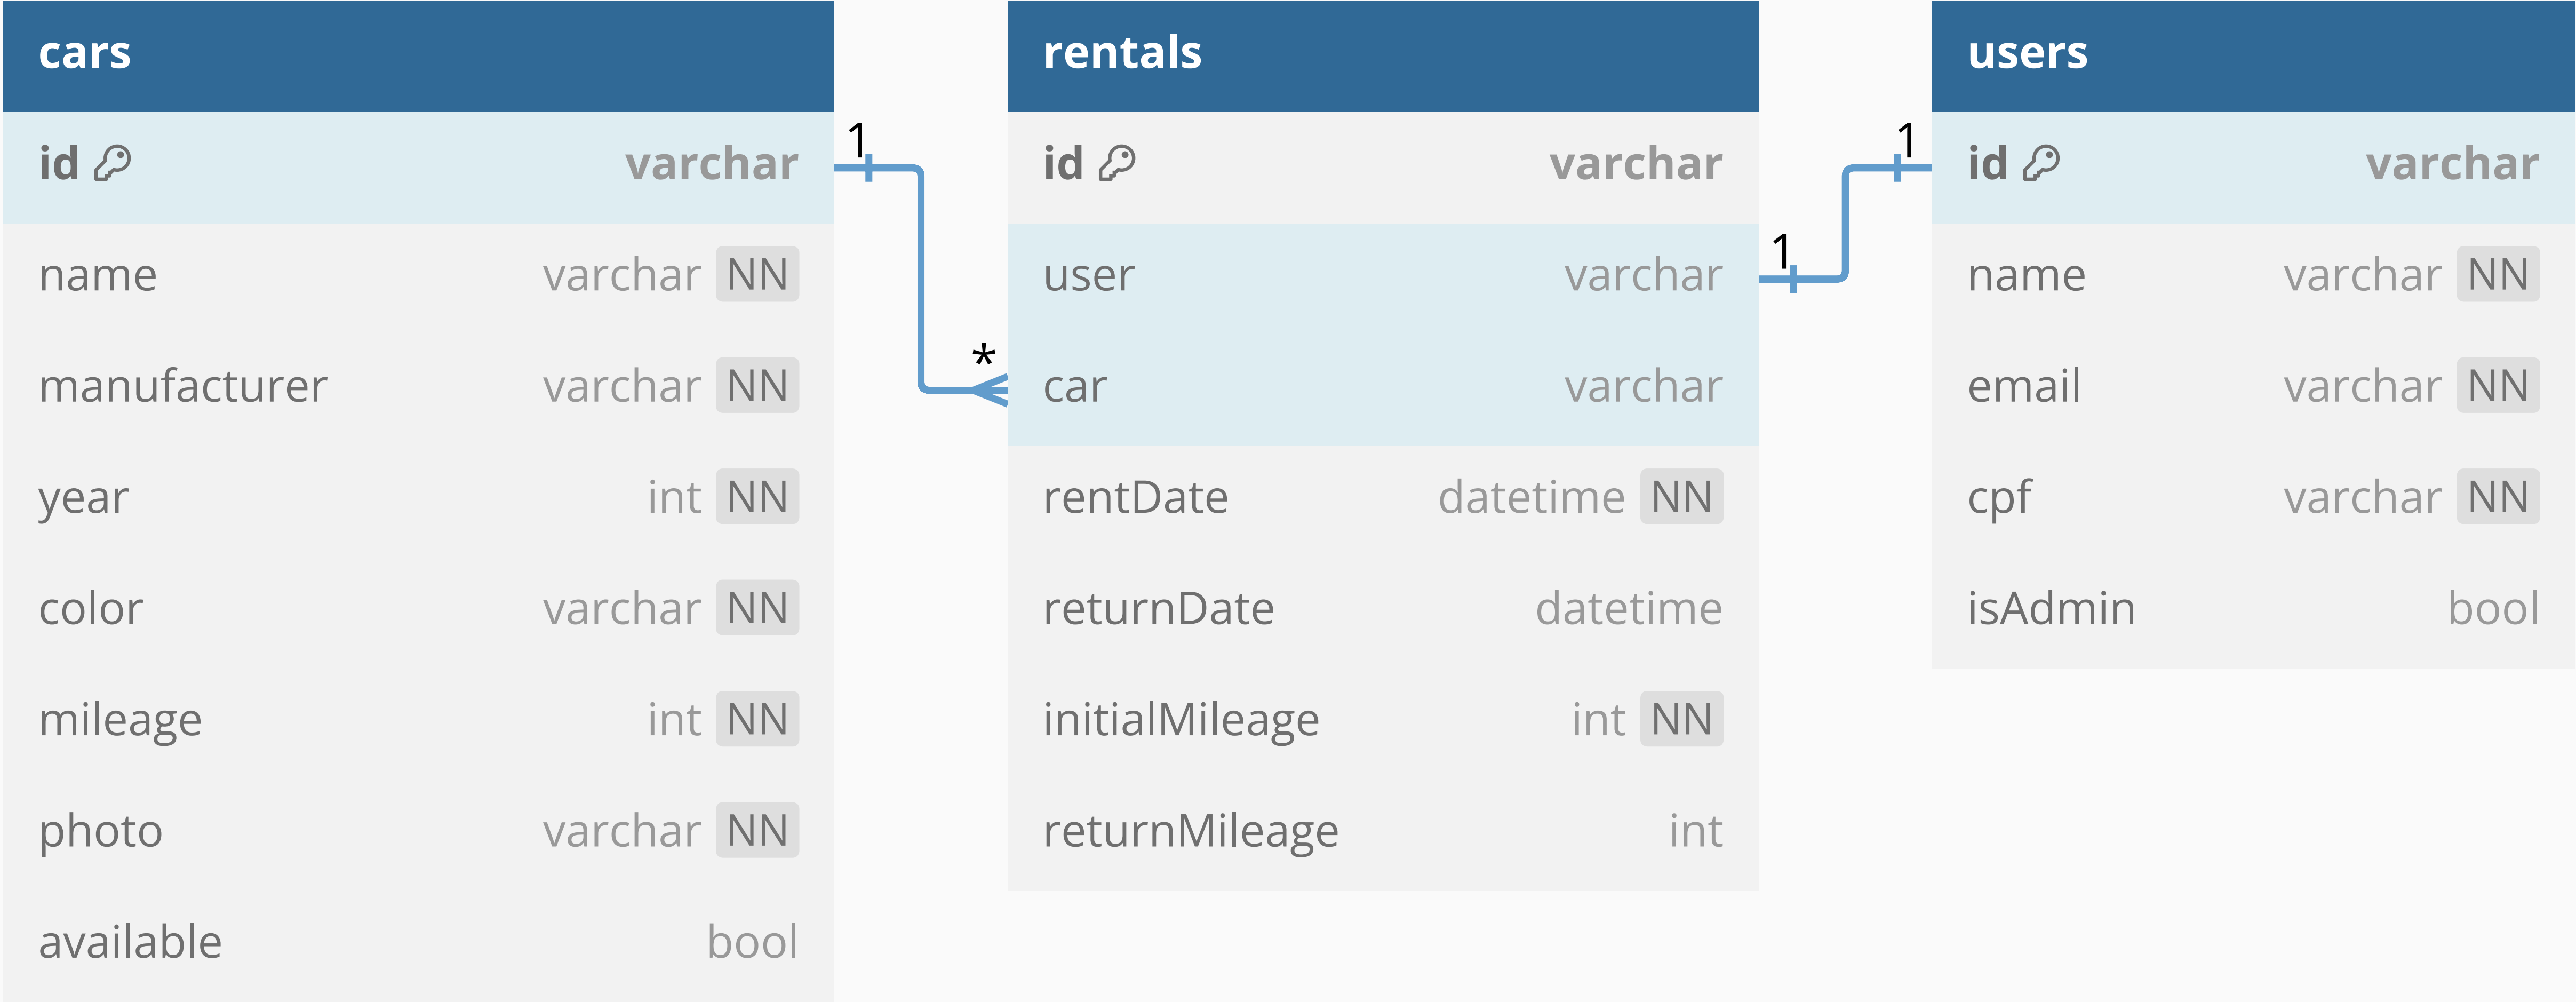 cars
id varchar
name varchar NN
manufacturer varchar NN
year int NN
color varchar NN
mileage int NN
photo varchar NN
available bool
1
*
rentals
id varchar
user varchar
car varchar
rentDate datetime NN
returnDate datetime
initialMileage int NN
returnMileage int
1
1
users
id varchar
name varchar NN
email varchar NN
cpf varchar NN
isAdmin bool